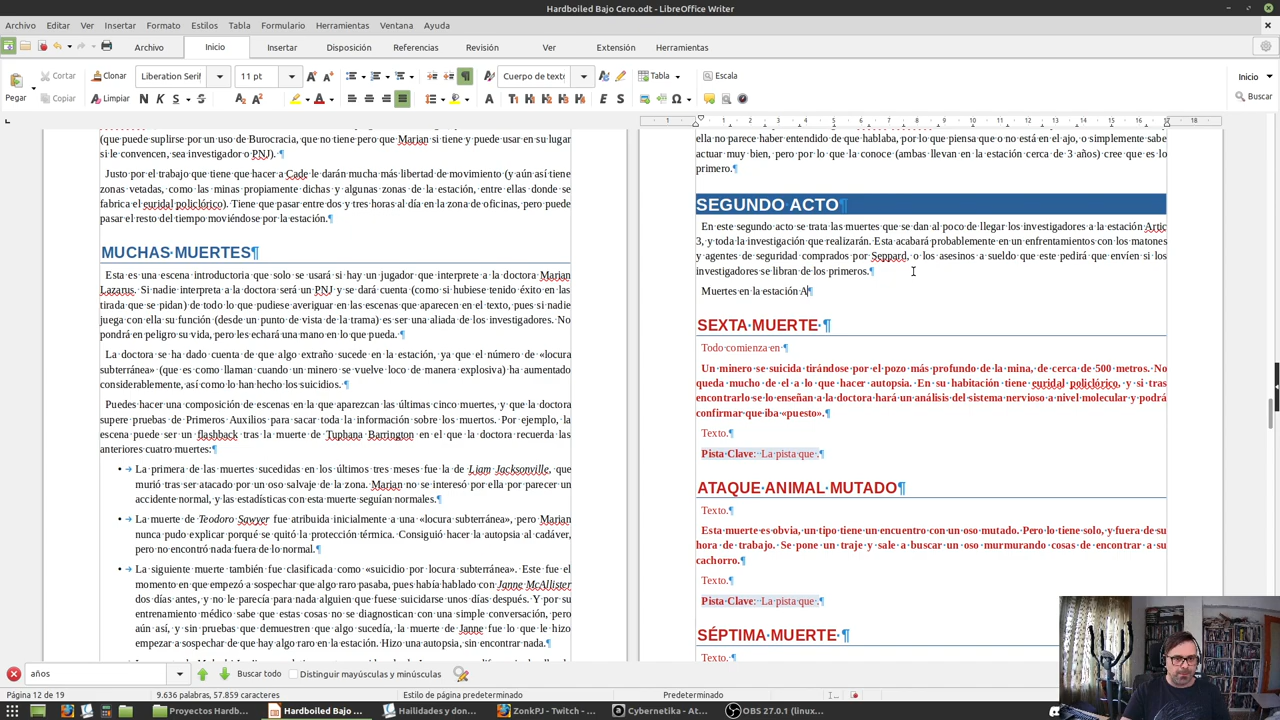 Hardboiled Bajo Cero.odt - LibreOffice Writer
Archivo Editar Ver Insertar Formato Estilos Tabla Formulario Herramientas Ventana Ayuda
Archivo Inicio Insertar Disposición Referencias Revisión Ver Extensión Herramientas
Pegar Cortar Copiar Clonar Limpiar Liberation Serif 11 pt Cuerpo de texto Tabla Escala Inicio Buscar
(que puede suplirse por un uso de Burocracia, que no tiene pero que Marian si tiene y puede usar en su lugar
si le convencen, sea investigador o PNJ).
Justo por el trabajo que tiene que hacer a Cade le darán mucha más libertad de movimiento (y aún así tiene
zonas vetadas, como las minas propiamente dichas y algunas zonas de la estación, entre ellas donde se
fabrica el euridal policlórico). Tiene que pasar entre dos y tres horas al día en la zona de oficinas, pero puede
pasar el resto del tiempo moviéndose por la estación.
MUCHAS MUERTES
Esta es una escena introductoria que solo se usará si hay un jugador que interprete a la doctora Marian
Lazarus. Si nadie interpreta a la doctora será un PNJ y se dará cuenta (como si hubiese tenido éxito en las
tirada que se pidan) de todo lo que pudiese averiguar en las escenas que aparecen en el texto, pues si nadie
juega con ella su función (desde un punto de vista de la trama) es ser una aliada de los investigadores. No
pondrá en peligro su vida, pero les echará una mano en lo que pueda.
La doctora se ha dado cuenta de que algo extraño sucede en la estación, ya que el número de «locura
subterránea» (que es como llaman cuando un minero se vuelve loco de manera explosiva) ha aumentado
considerablemente, así como lo han hecho los suicidios.
Puedes hacer una composición de escenas en la que aparezcan las últimas cinco muertes, y que la doctora
supere pruebas de Primeros Auxilios para sacar toda la información sobre los muertos. Por ejemplo, la
escena puede ser un flashback tras la muerte de Tuphana Barrington en el que la doctora recuerda las
anteriores cuatro muertes:
• La primera de las muertes sucedidas en los últimos tres meses fue la de Liam Jacksonville, que
murió tras ser atacado por un oso salvaje de la zona. Marian no se interesó por ella por parecer un
accidente normal, y las estadísticas con esta muerte seguían normales.
• La muerte de Teodoro Sawyer fue atribuida inicialmente a una «locura subterránea», pero Marian
nunca pudo explicar porqué se quitó la protección térmica. Consiguió hacer la autopsia al cadáver,
pero no encontró nada fuera de lo normal.
• La siguiente muerte también fue clasificada como «suicidio por locura subterránea». Este fue el
momento en que empezó a sospechar que algo raro pasaba, pues había hablado con Janne McAllister
dos días antes, y no le parecía para nada alguien que fuese suicidarse unos días después. Y por su
entrenamiento médico sabe que estas cosas no se diagnostican con una simple conversación, pero
aún así, y sin pruebas que demuestren que algo sucedía, la muerte de Janne fue lo que le hizo
empezar a sospechar de que hay algo raro en la estación. Hizo una autopsia, sin encontrar nada.
ella no parece haber entendido de que hablaba, por lo que piensa que o no está en el ajo, o simplemente sabe
actuar muy bien, pero por lo que la conoce (ambas llevan en la estación cerca de 3 años) cree que es lo
primero.
SEGUNDO ACTO
En este segundo acto se trata las muertes que se dan al poco de llegar los investigadores a la estación Artic
3, y toda la investigación que realizarán. Esta acabará probablemente en un enfrentamientos con los matones
y agentes de seguridad comprados por Seppard, o los asesinos a sueldo que este pedirá que envíen si los
investigadores se libran de los primeros.
Muertes en la estación A
SEXTA MUERTE
Todo comienza en
Un minero se suicida tirándose por el pozo más profundo de la mina, de cerca de 500 metros. No
queda mucho de el a lo que hacer autopsia. En su habitación tiene euridal policlórico, y si tras
encontrarlo se lo enseñan a la doctora hará un análisis del sistema nervioso a nivel molecular y podrá
confirmar que iba «puesto».
Texto.
Pista Clave: La pista que .
ATAQUE ANIMAL MUTADO
Texto.
Esta muerte es obvia, un tipo tiene un encuentro con un oso mutado. Pero lo tiene solo, y fuera de su
hora de trabajo. Se pone un traje y sale a buscar un oso murmurando cosas de encontrar a su
cachorro.
Texto.
Pista Clave: La pista que .
SÉPTIMA MUERTE
Texto.
años Buscar todo Distinguir mayúsculas y minúsculas
Página 12 de 19 9.636 palabras, 57.859 caracteres Estilo de página predeterminado Predeterminado
Proyectos Hardb... Hardboiled Bajo ... Hailidades y don... ZonkPJ - Twitch - ... Cybernetika - At... OBS 27.0.1 (linux...